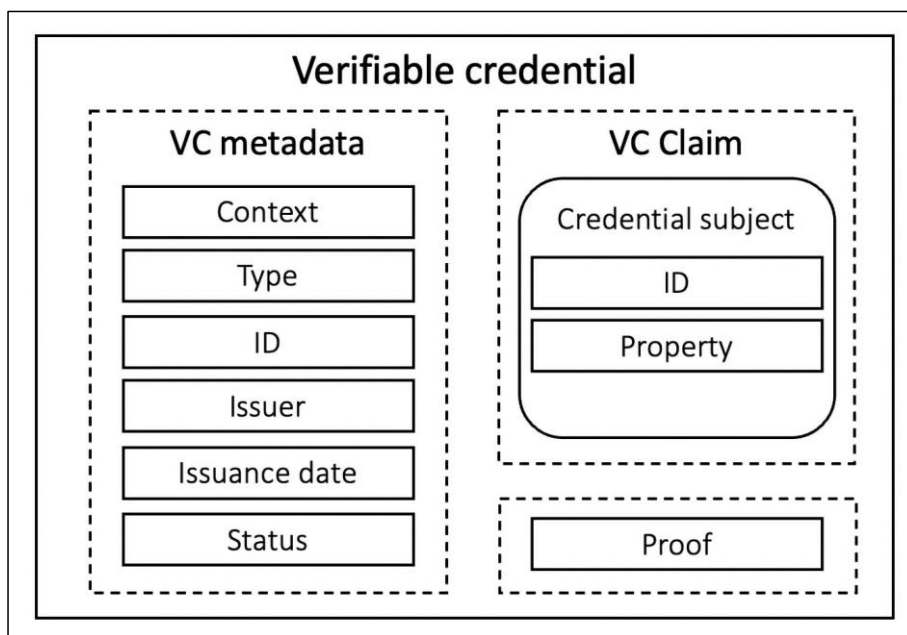 Verifiable credential
VC metadata
Context
Type
ID
Issuer
Issuance date
Status
VC Claim
Credential subject
ID
Property
Proof